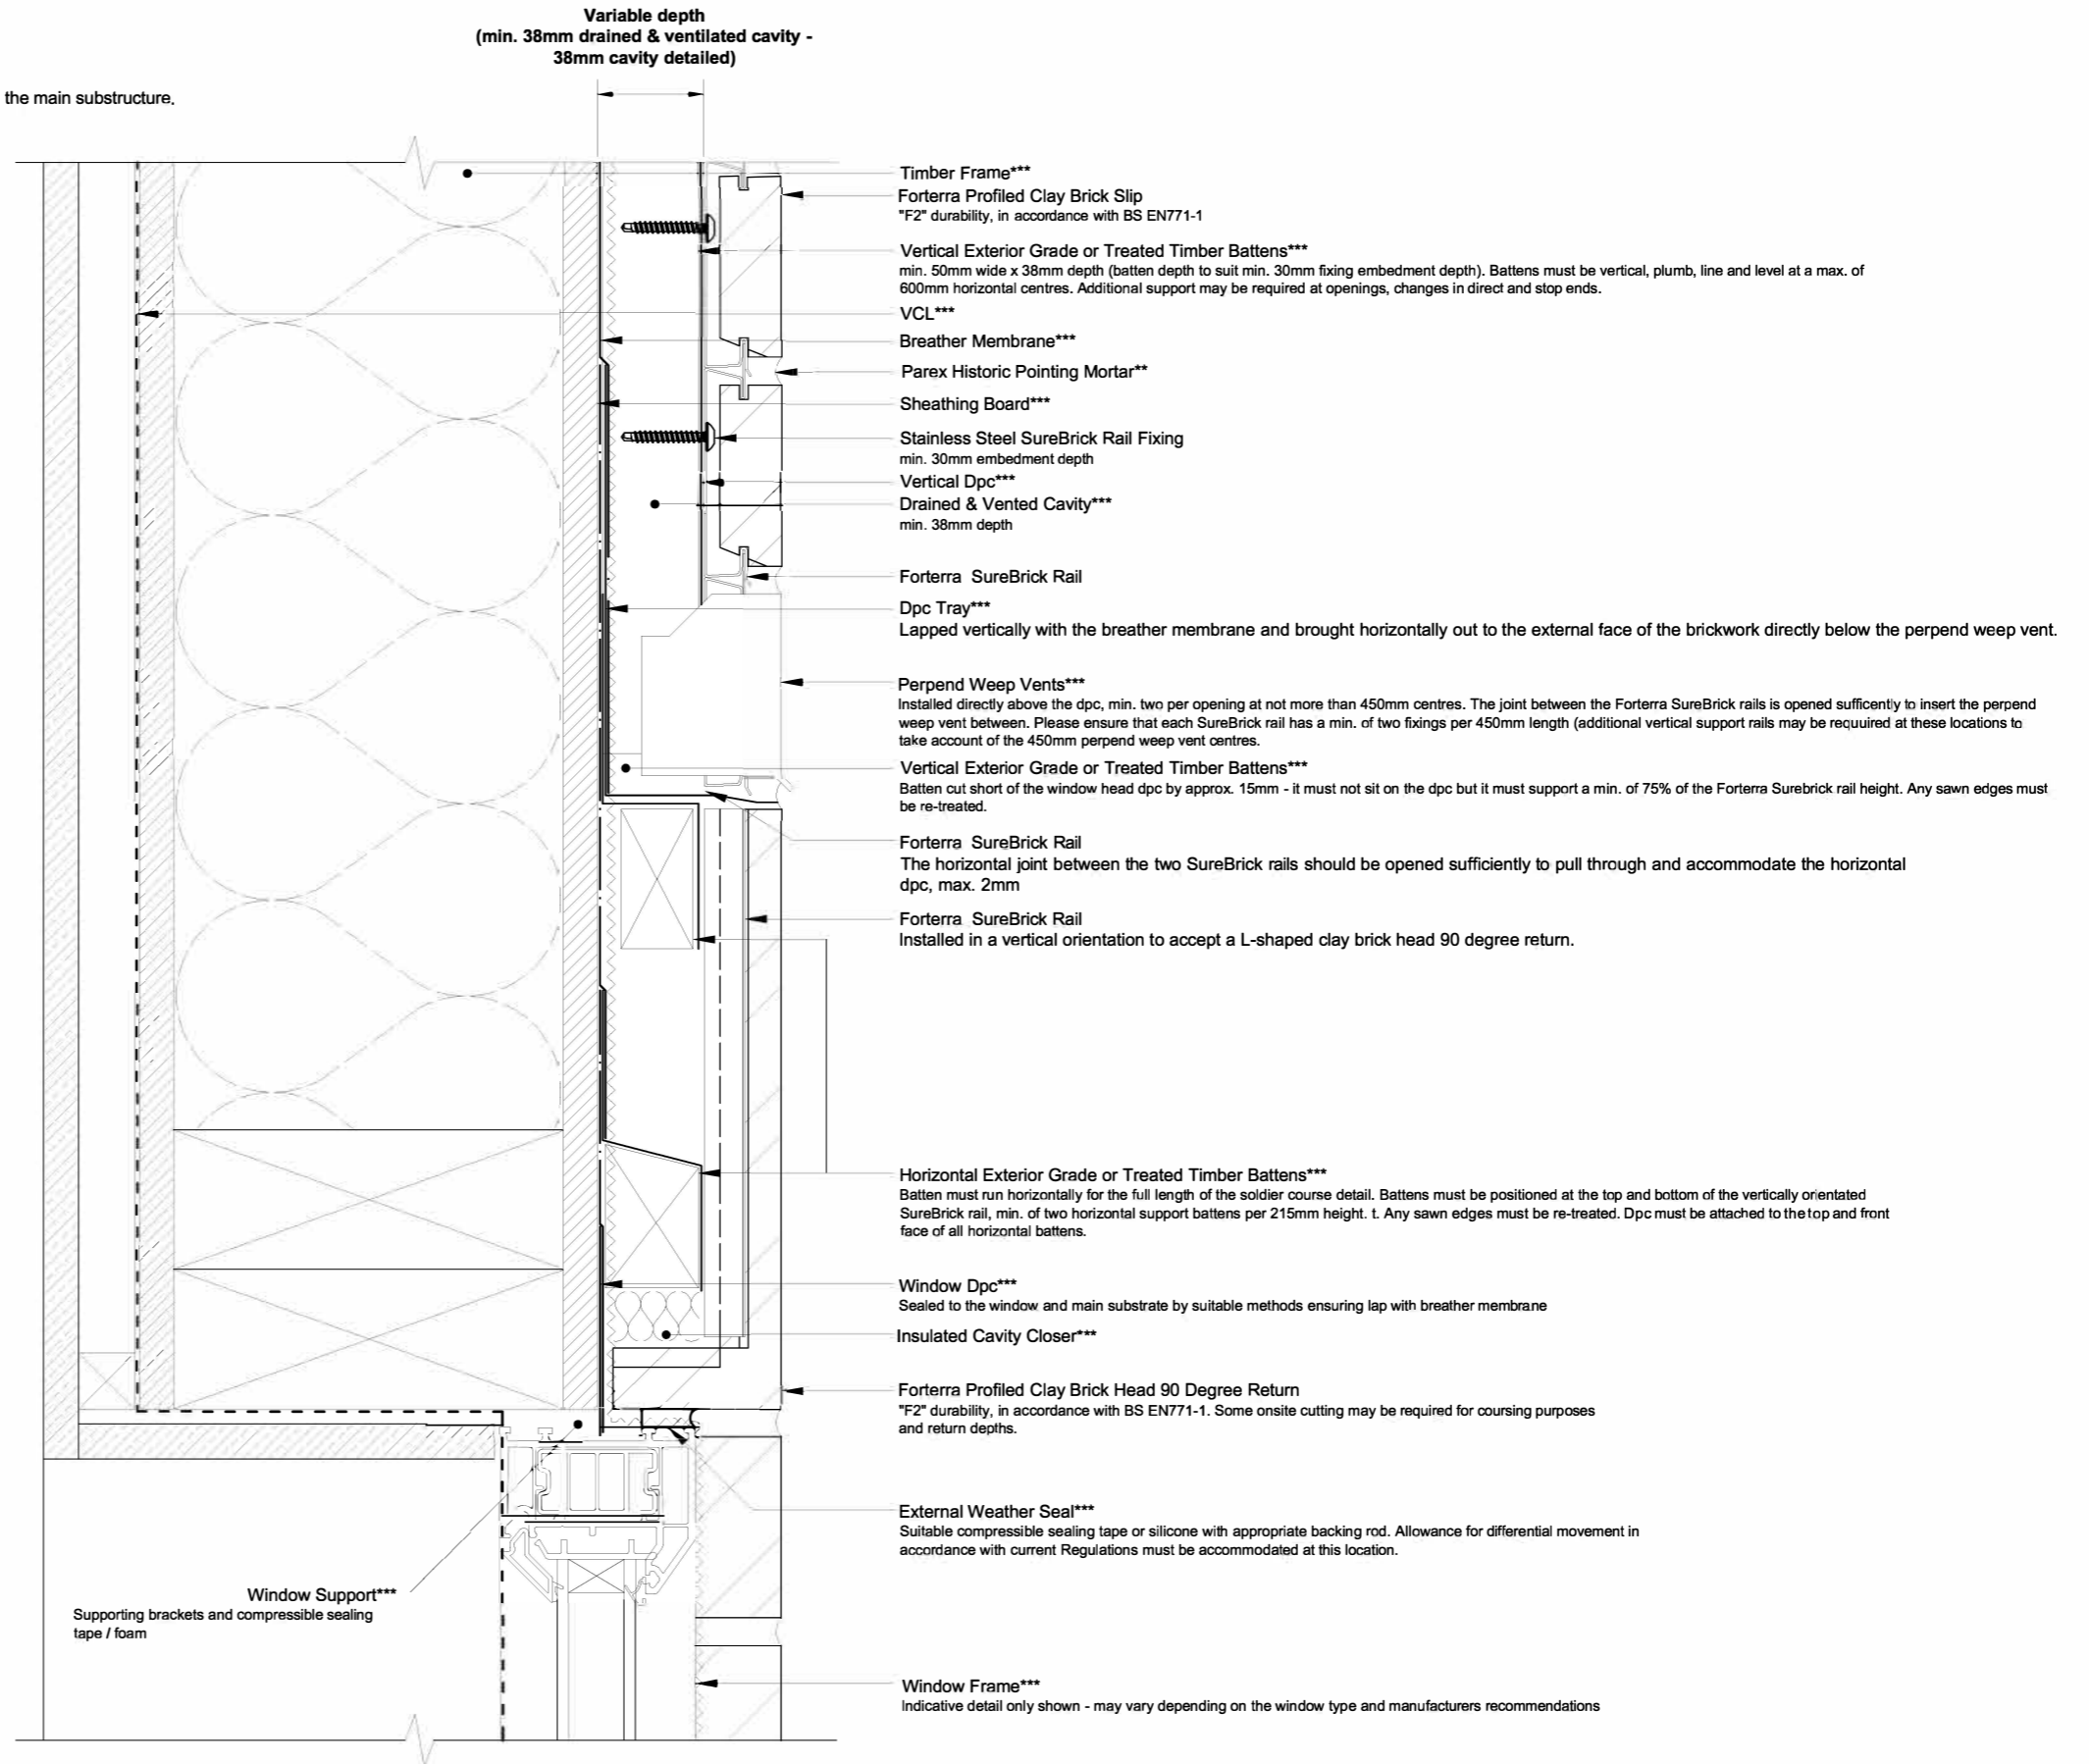 Variable depth
(min. 38mm drained & ventilated cavity -
38mm cavity detailed)
the main substructure.
Timber Frame***
Forterra Profiled Clay Brick Slip
"F2" durability, in accordance with BS EN771-1
Vertical Exterior Grade or Treated Timber Battens***
min. 50mm wide x 38mm depth (batten depth to suit min. 30mm fixing embedment depth). Battens must be vertical, plumb, line and level at a max. of
600mm horizontal centres. Additional support may be required at openings, changes in direct and stop ends.
VCL***
Breather Membrane***
Parex Historic Pointing Mortar**
Sheathing Board***
Stainless Steel SureBrick Rail Fixing
min. 30mm embedment depth
Vertical Dpc***
Drained & Vented Cavity***
min. 38mm depth
Forterra SureBrick Rail
Dpc Tray***
Lapped vertically with the breather membrane and brought horizontally out to the external face of the brickwork directly below the perpend weep vent.
Perpend Weep Vents***
Installed directly above the dpc, min. two per opening at not more than 450mm centres. The joint between the Forterra SureBrick rails is opened sufficently to insert the perpend
weep vent between. Please ensure that each SureBrick rail has a min. of two fixings per 450mm length (additional vertical support rails may be requuired at these locations to
take account of the 450mm perpend weep vent centres.
Vertical Exterior Grade or Treated Timber Battens***
Batten cut short of the window head dpc by approx. 15mm - it must not sit on the dpc but it must support a min. of 75% of the Forterra Surebrick rail height. Any sawn edges must
be re-treated.
Forterra SureBrick Rail
The horizontal joint between the two SureBrick rails should be opened sufficiently to pull through and accommodate the horizontal
dpc, max. 2mm
Forterra SureBrick Rail
Installed in a vertical orientation to accept a L-shaped clay brick head 90 degree return.
Horizontal Exterior Grade or Treated Timber Battens***
Batten must run horizontally for the full length of the soldier course detail. Battens must be positioned at the top and bottom of the vertically orientated
SureBrick rail, min. of two horizontal support battens per 215mm height. t. Any sawn edges must be re-treated. Dpc must be attached to the top and front
face of all horizontal battens.
Window Dpc***
Sealed to the window and main substrate by suitable methods ensuring lap with breather membrane
Insulated Cavity Closer***
Forterra Profiled Clay Brick Head 90 Degree Return
"F2" durability, in accordance with BS EN771-1. Some onsite cutting may be required for coursing purposes
and return depths.
External Weather Seal***
Suitable compressible sealing tape or silicone with appropriate backing rod. Allowance for differential movement in
accordance with current Regulations must be accommodated at this location.
Window Support***
Supporting brackets and compressible sealing
tape / foam
Window Frame***
Indicative detail only shown - may vary depending on the window type and manufacturers recommendations